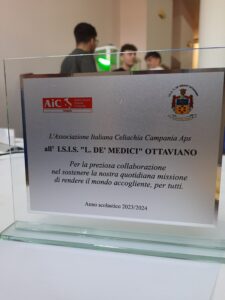 AiC
L'Associazione Italiana Celiachia Campania Aps
all' I.S.I.S. "L. DE' MEDICI" OTTAVIANO
Per la preziosa collaborazione
nel sostenere la nostra quotidiana missione
di rendere il mondo accogliente, per tutti.
Anno scolastico 2023/2024